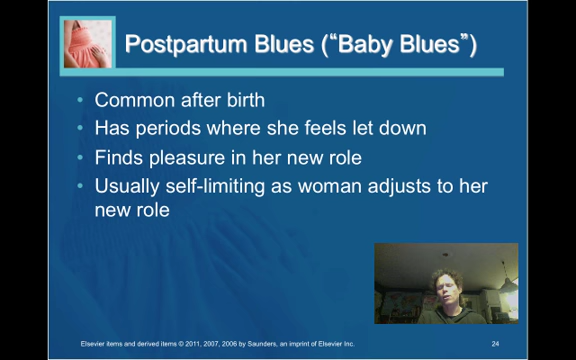 Postpartum Blues (“Baby Blues”)
• Common after birth
• Has periods where she feels let down
• Finds pleasure in her new role
• Usually self-limiting as woman adjusts to her
new role
Elsevier items and derived items © 2011, 2007, 2006 by Saunders, an imprint of Elsevier Inc.
24